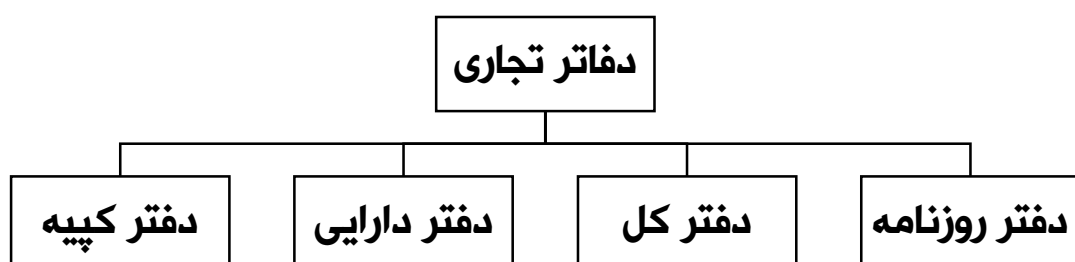 دفاتر تجاری
دفتر روزنامه
دفتر کل
دفتر دارایی
دفتر کپیه